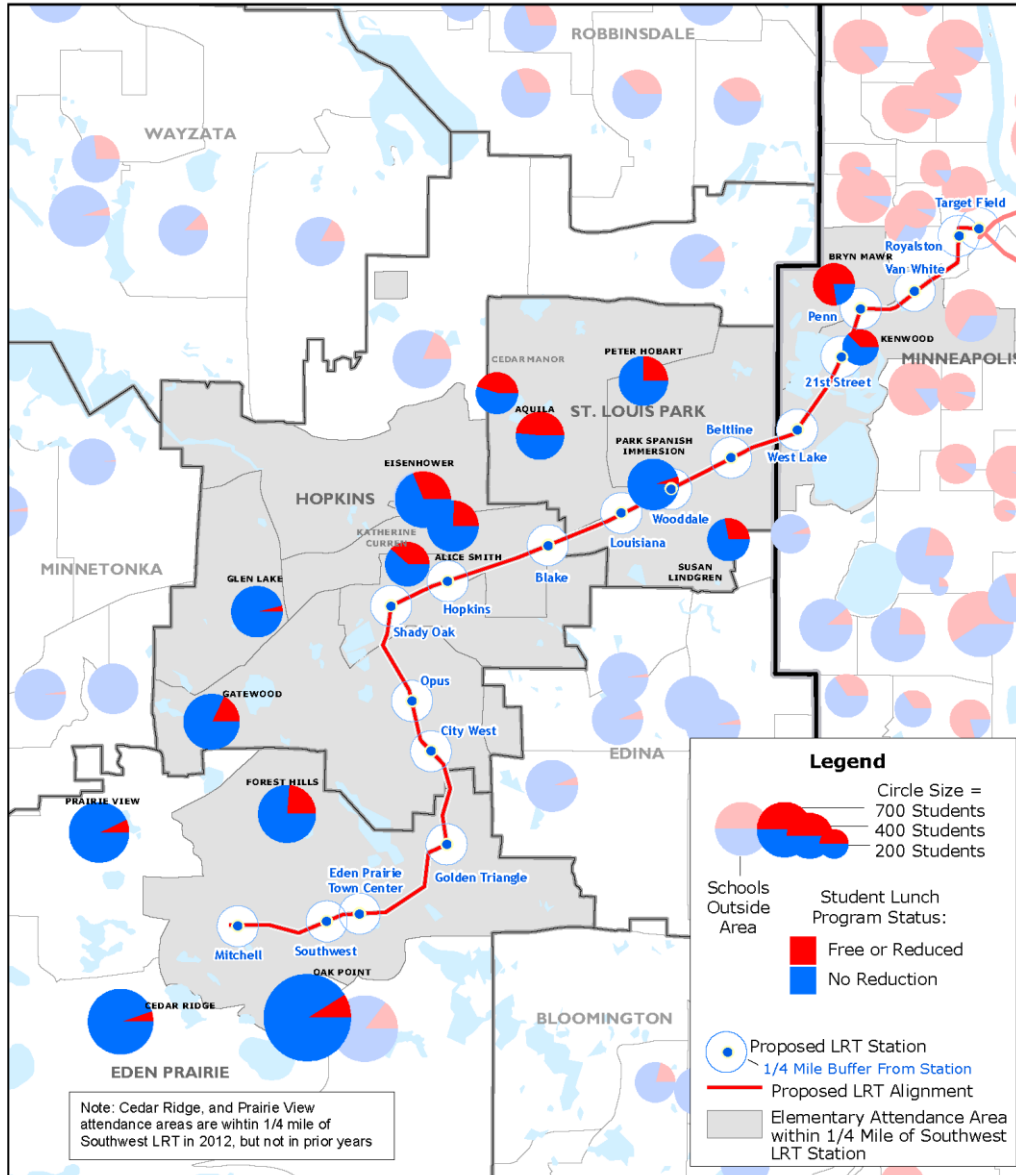 ROBBINSDALE
WAYZATA
Target Field
Royalston
BRYN MAWR
Van White
Penn
KENWOOD
MINNEAPOLIS
21st Street
CEDAR MANOR
PETER HOBART
AQUILA
ST. LOUIS PARK
Beltline
West Lake
PARK SPANISH
IMMERSION
EISENHOWER
HOPKINS
Wooddale
Louisiana
KATHERINE
CURREN
ALICE SMITH
Blake
SUSAN
LINDGREN
MINNETONKA
GLEN LAKE
Hopkins
Shady Oak
Opus
GATEWOOD
City West
EDINA
FOREST HILLS
PRAIRIE VIEW
Golden Triangle
Eden Prairie
Town Center
Mitchell
Southwest
OAK POINT
CEDAR RIDGE
BLOOMINGTON
EDEN PRAIRIE
Note: Cedar Ridge, and Prairie View
attendance areas are whithin 1/4 mile of
Southwest LRT in 2012, but not in prior years
Legend
Circle Size =
700 Students
400 Students
200 Students
Schools
Outside
Area
Student Lunch
Program Status:
Free or Reduced
No Reduction
Proposed LRT Station
1/4 Mile Buffer From Station
Proposed LRT Alignment
Elementary Attendance Area
within 1/4 Mile of Southwest
LRT Station